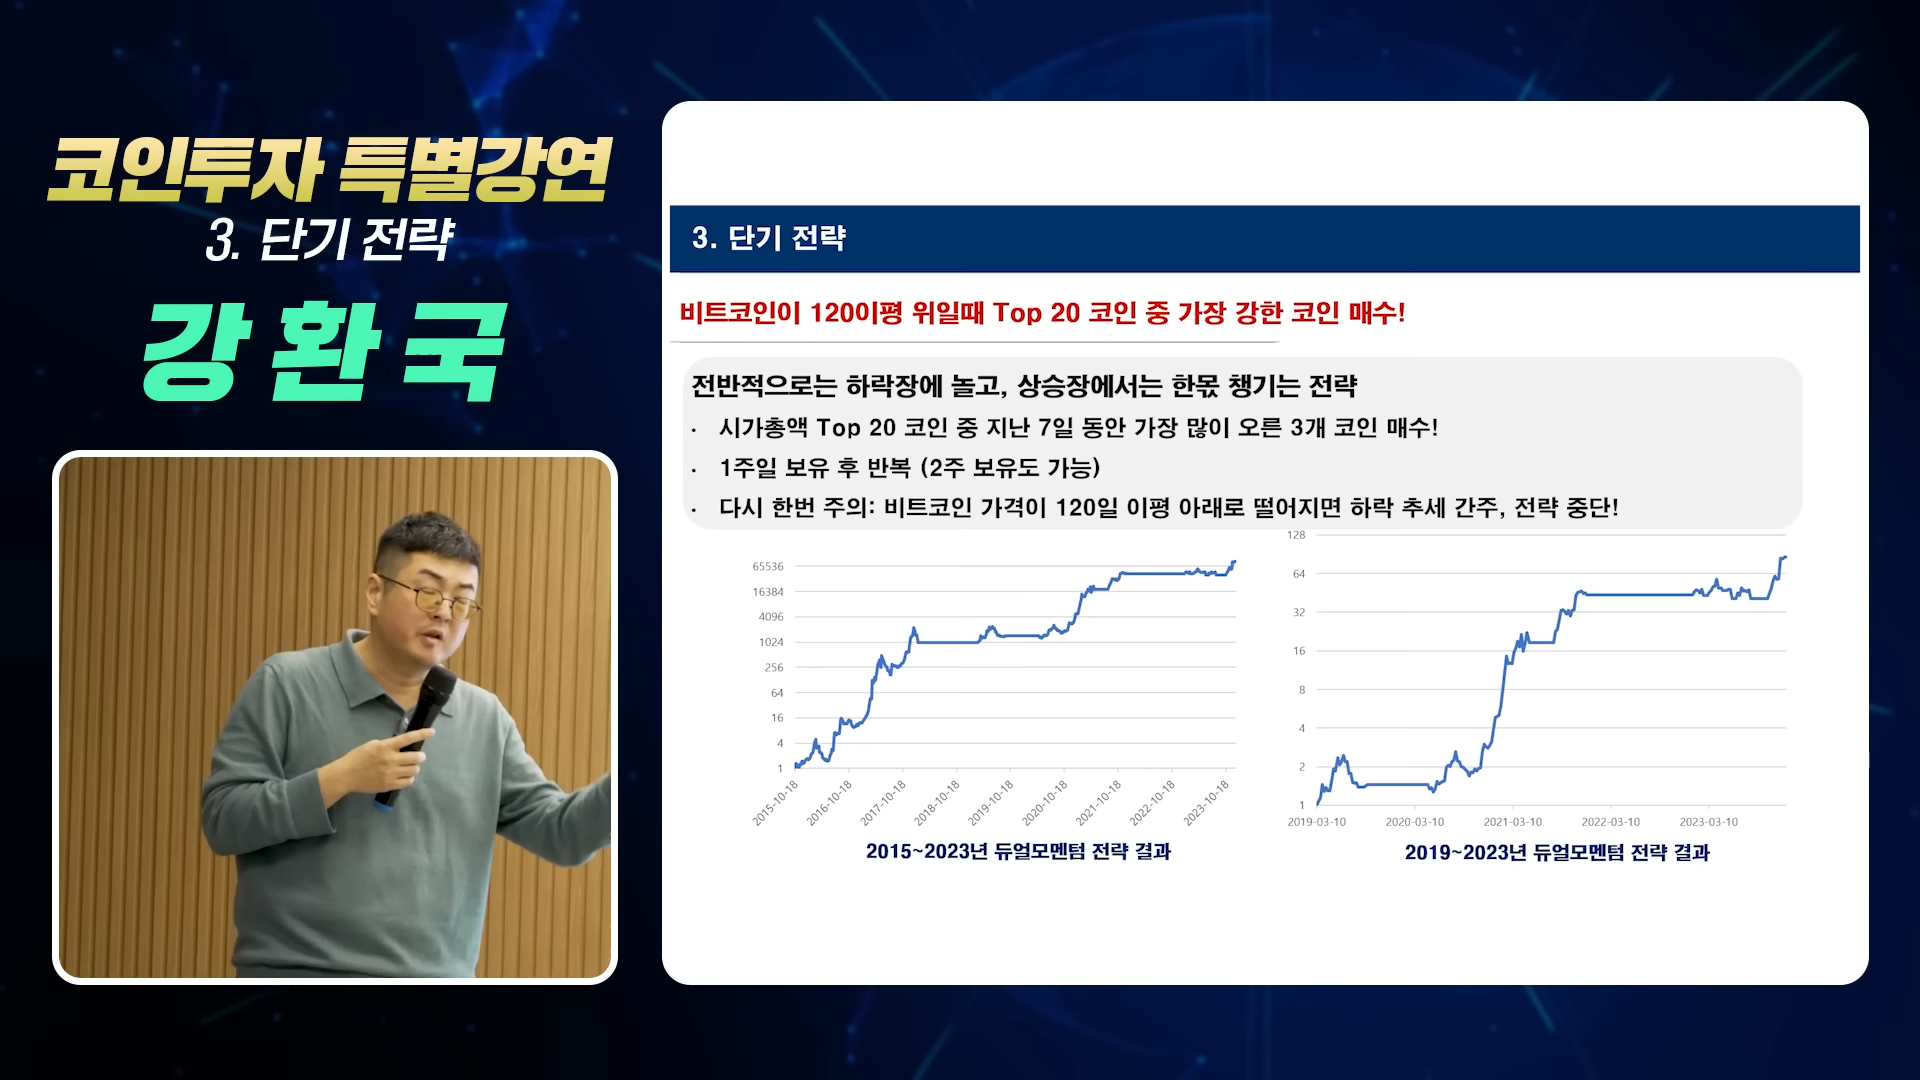 코인투자 특별강연
3. 단기 전략
강환국
3. 단기 전략
비트코인이 120이평 위일때 Top 20 코인 중 가장 강한 코인 매수!
전반적으로는 하락장에 놀고, 상승장에서는 한몫 챙기는 전략
· 시가총액 Top 20 코인 중 지난 7일 동안 가장 많이 오른 3개 코인 매수!
· 1주일 보유 후 반복 (2주 보유도 가능)
· 다시 한번 주의: 비트코인 가격이 120일 이평 아래로 떨어지면 하락 추세 간주, 전략 중단!
65536
16384
4096
1024
256
64
16
4
1
2015-10-18
2016-10-18
2017-10-18
2018-10-18
2019-10-18
2020-10-18
2021-10-18
2022-10-18
2023-10-18
2015~2023년 듀얼모멘텀 전략 결과
128
64
32
16
8
4
2
1
2019-03-10
2020-03-10
2021-03-10
2022-03-10
2023-03-10
2019~2023년 듀얼모멘텀 전략 결과